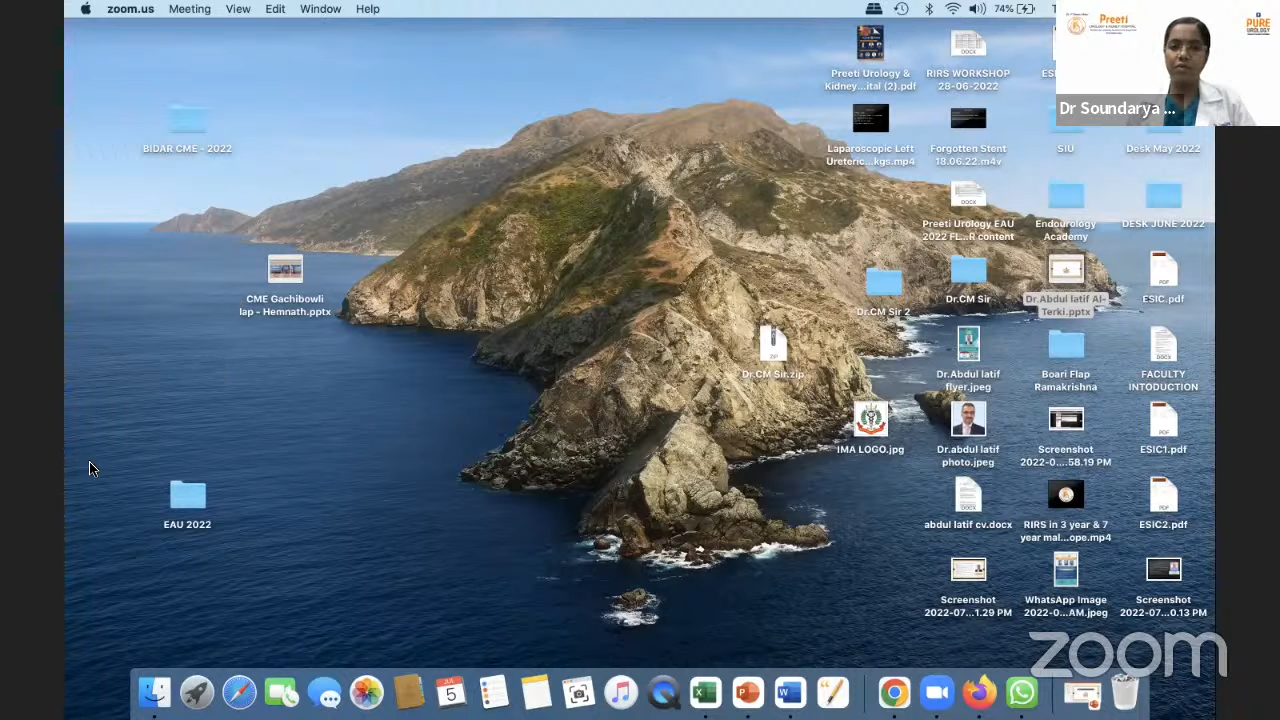 zoom.us Meeting View Edit Window Help
74%
Preeti
PURE
UROLOGY
Dr Soundarya ...
Preeti Urology &
Kidney...ital (2).pdf
RIRS WORKSHOP
28-06-2022
BIDAR CME - 2022
Laparoscopic Left
Ureteric...kgs.mp4
Forgotten Stent
18.06.22.m4v
SIU
Desk May 2022
Preeti Urology EAU
2022 FL...R content
Endourology
Academy
DESK JUNE 2022
CME Gachibowli
lap - Hemnath.pptx
Dr.CM Sir 2
Dr.CM Sir
Dr.Abdul latif Al-
Terki.pptx
ESIC.pdf
Dr.CM Sir.zip
Dr.Abdul latif
flyer.jpeg
Boari Flap
Ramakrishna
FACULTY
INTODUCTION
IMA LOGO.jpg
Dr.abdul latif
photo.jpeg
Screenshot
2022-0....58.19 PM
ESIC1.pdf
EAU 2022
abdul latif cv.docx
RIRS in 3 year & 7
year mal...ope.mp4
ESIC2.pdf
Screenshot
2022-07...1.29 PM
WhatsApp Image
2022-0...AM.jpeg
Screenshot
2022-07...0.13 PM
zoom
JUL
5